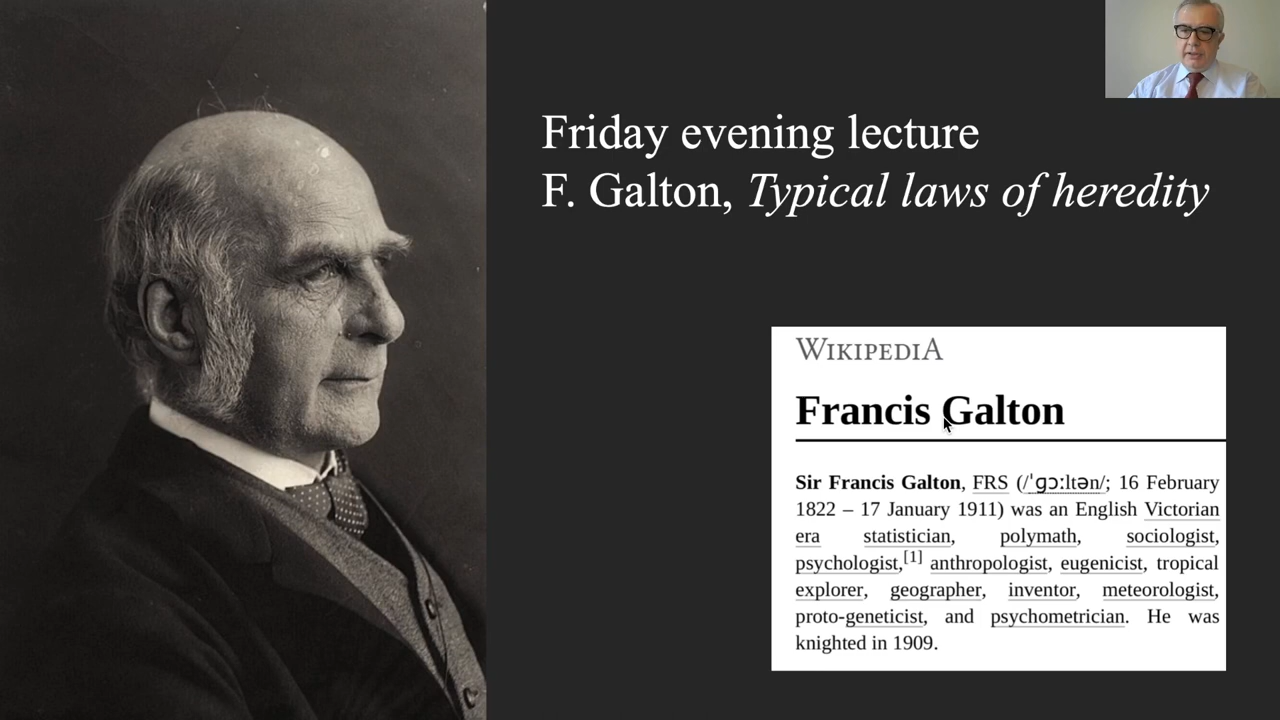 Friday evening lecture
F. Galton, Typical laws of heredity
WIKIPEDIA
Francis Galton
Sir Francis Galton, FRS (/ˈɡɔːltən/; 16 February
1822 – 17 January 1911) was an English Victorian
era statistician, polymath, sociologist,
psychologist,[1] anthropologist, eugenicist, tropical
explorer, geographer, inventor, meteorologist,
proto-geneticist, and psychometrician. He was
knighted in 1909.